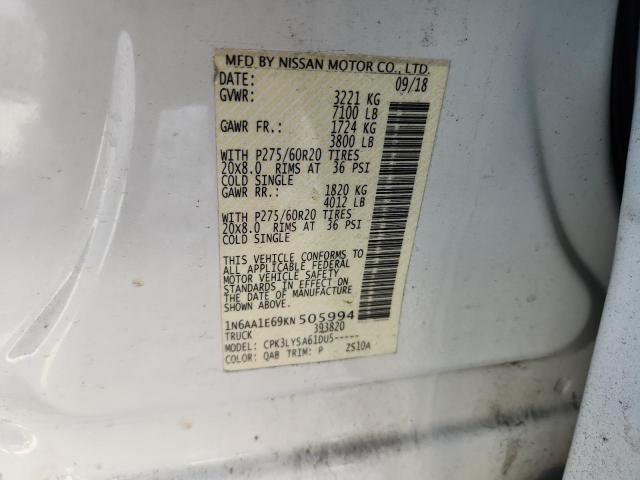 MFD.BY NISSAN MOTOR CO., LTD.
DATE: 09/18
GVWR: 3221 KG
7100 LB
GAWR FR.: 1724 KG
3800 LB
WITH P275/60R20 TIRES
20X8.0 RIMS AT 36 PSI
COLD SINGLE
GAWR RR.: 1820 KG
4012 LB
WITH P275/60R20 TIRES
20X8.0 RIMS AT 36 PSI
COLD SINGLE
THIS VEHICLE CONFORMS TO
ALL APPLICABLE FEDERAL
MOTOR VEHICLE SAFETY
STANDARDS IN EFFECT ON
THE DATE OF MANUFACTURE
SHOWN ABOVE.
1N6AA1E69KN505994
TRUCK 393820
MODEL: CPK3LYSA61DU5-----
COLOR: QAB TRIM: P ZS10A